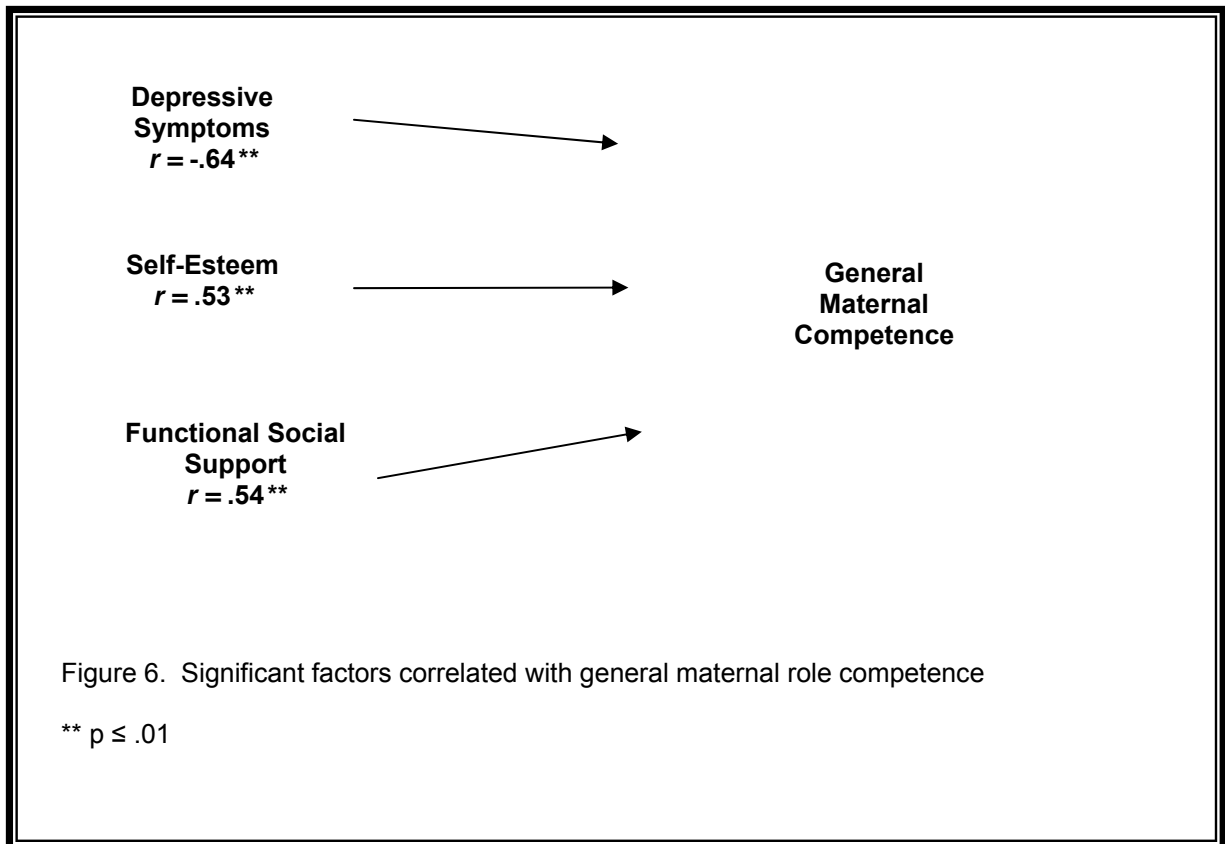 Depressive
Symptoms
r = -.64**
Self-Esteem
r = .53**
General
Maternal
Competence
Functional Social
Support
r = .54**
Figure 6.  Significant factors correlated with general maternal role competence
** p ≤ .01